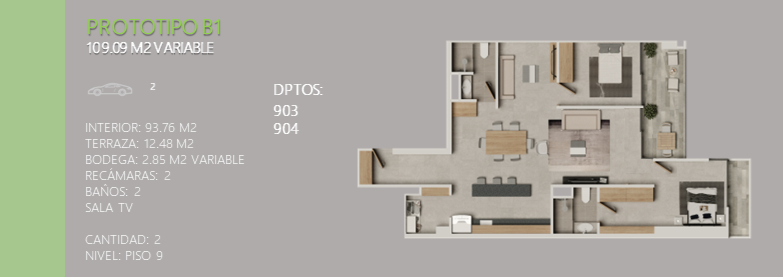 PROTOTIPO B1
109.09 M2 VARIABLE
2
DPTOS:
903
904
INTERIOR: 93.76 M2
TERRAZA: 12.48 M2
BODEGA: 2.85 M2 VARIABLE
RECÁMARAS: 2
BAÑOS: 2
SALA TV
CANTIDAD: 2
NIVEL: PISO 9